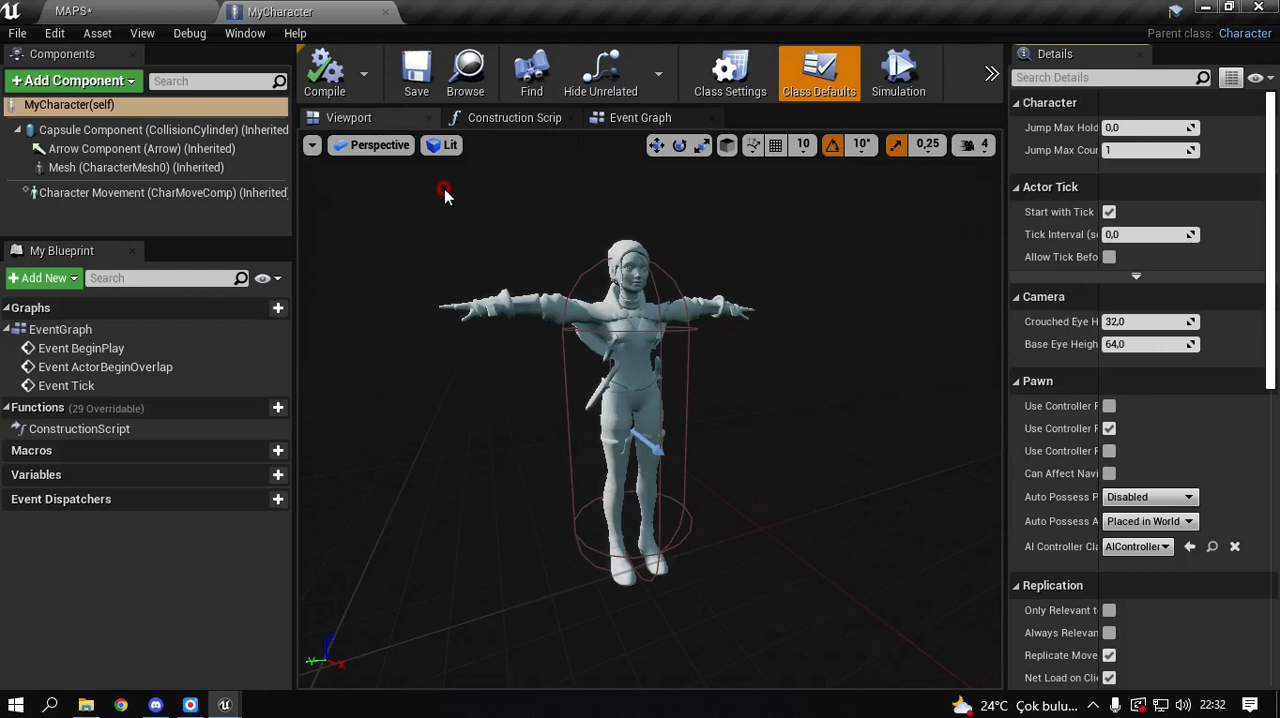 MAPS*
MyCharacter
File Edit Asset View Debug Window Help
Parent class: Character
Components
+Add Component
Search
MyCharacter(self)
Capsule Component (CollisionCylinder) (Inherited)
Arrow Component (Arrow) (Inherited)
Mesh (CharacterMesh0) (Inherited)
Character Movement (CharMoveComp) (Inherited)
My Blueprint
+Add New
Search
Graphs
EventGraph
Event BeginPlay
Event ActorBeginOverlap
Event Tick
Functions (29 Overridable)
ConstructionScript
Macros
Variables
Event Dispatchers
Compile
Save
Browse
Find
Hide Unrelated
Class Settings
Class Defaults
Simulation
Viewport
Construction Scrip
Event Graph
Perspective
Lit
10
10°
0,25
4
Details
Search Details
Character
Jump Max Hold 0,0
Jump Max Cou 1
Actor Tick
Start with Tick
Tick Interval (se 0,0
Allow Tick Befo
Camera
Crouched Eye H 32,0
Base Eye Heigh 64,0
Pawn
Use Controller F
Use Controller F
Use Controller F
Can Affect Navi
Auto Possess P Disabled
Auto Possess A Placed in World
AI Controller Cla AIController
Replication
Only Relevant to
Always Relevan
Replicate Move
Net Load on Clie
24°C Çok bulu...
22:32